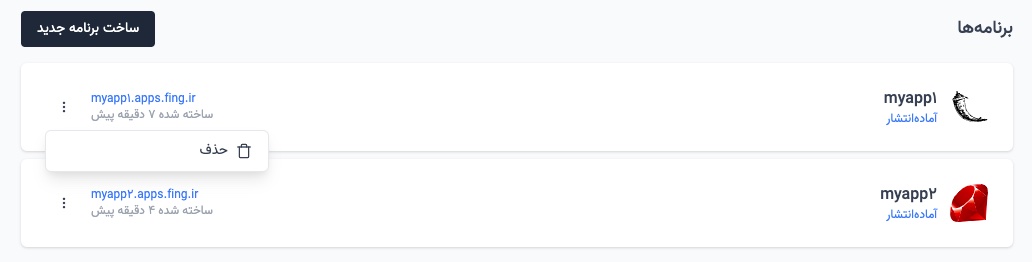 برنامه‌ها
ساخت برنامه جدید
myapp۱
آماده‌انتشار
myapp۱.apps.fing.ir
ساخته شده ۷ دقیقه پیش
حذف
myapp۲
آماده‌انتشار
myapp۲.apps.fing.ir
ساخته شده ۴ دقیقه پیش